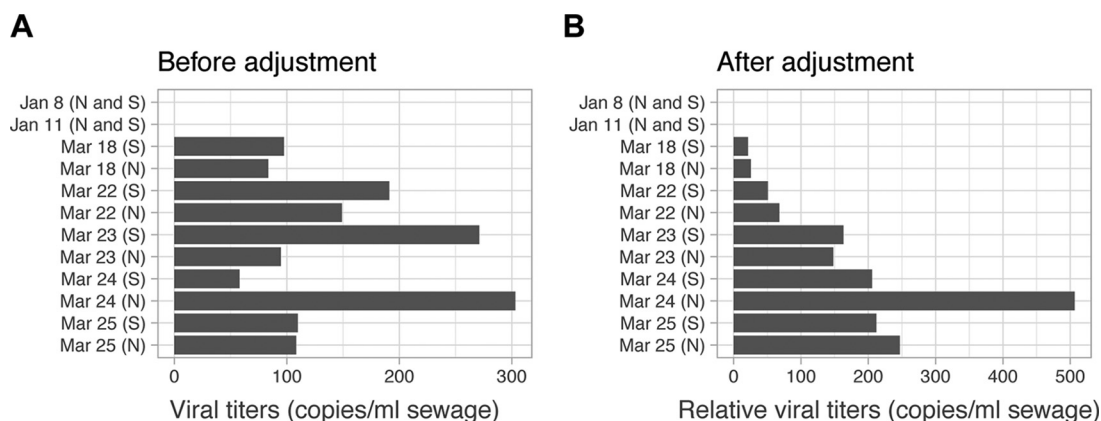 A
Before adjustment
Jan 8 (N and S)
Jan 11 (N and S)
Mar 18 (S)
Mar 18 (N)
Mar 22 (S)
Mar 22 (N)
Mar 23 (S)
Mar 23 (N)
Mar 24 (S)
Mar 24 (N)
Mar 25 (S)
Mar 25 (N)
0 100 200 300
Viral titers (copies/ml sewage)
B
After adjustment
Jan 8 (N and S)
Jan 11 (N and S)
Mar 18 (S)
Mar 18 (N)
Mar 22 (S)
Mar 22 (N)
Mar 23 (S)
Mar 23 (N)
Mar 24 (S)
Mar 24 (N)
Mar 25 (S)
Mar 25 (N)
0 100 200 300 400 500
Relative viral titers (copies/ml sewage)